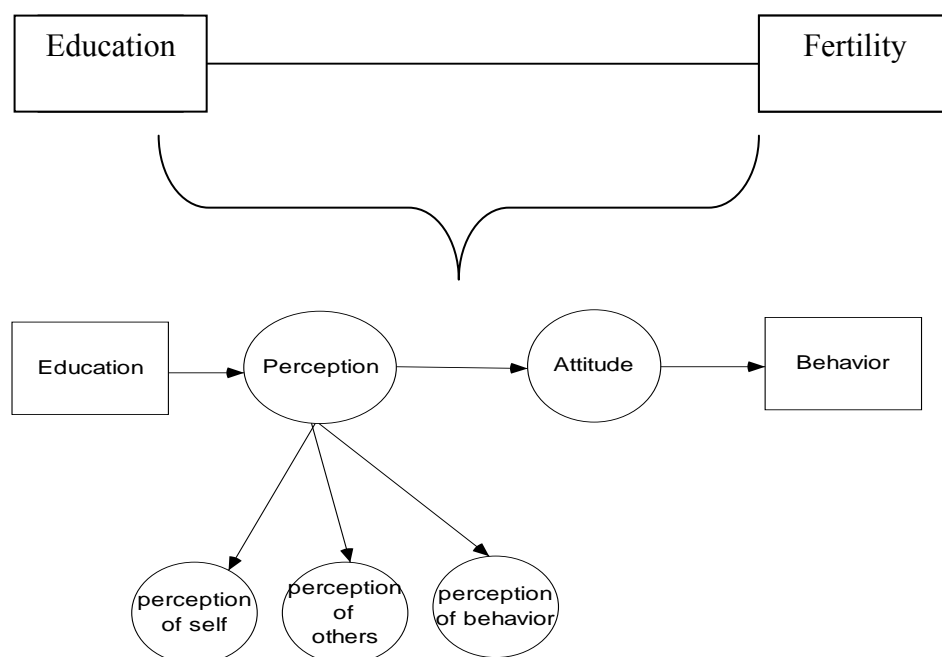 Education
Fertility
Education
Perception
Attitude
Behavior
perception
of self
perception
of
others
perception
of behavior